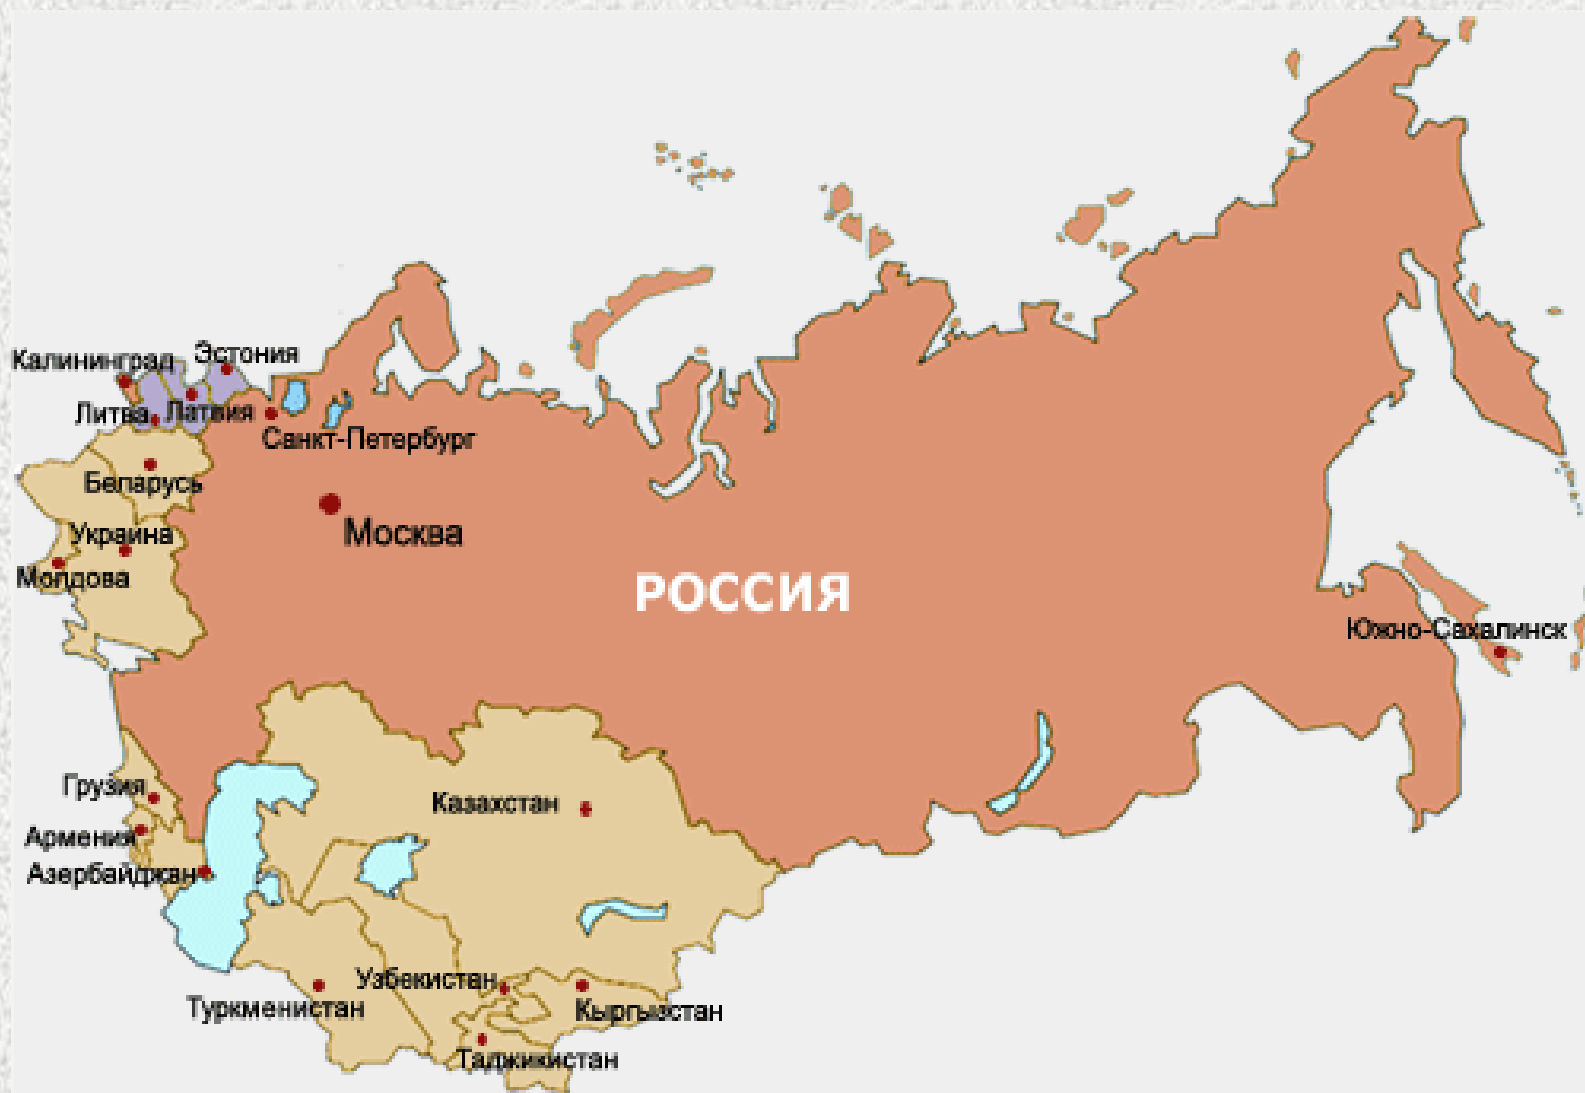 Калининград
Эстония
Литва
Латвия
Санкт-Петербург
Беларусь
Москва
Украина
Молдова
РОССИЯ
Южно-Сахалинск
Грузия
Казахстан
Армения
Азербайджан
Узбекистан
Туркменистан
Кыргызстан
Таджикистан